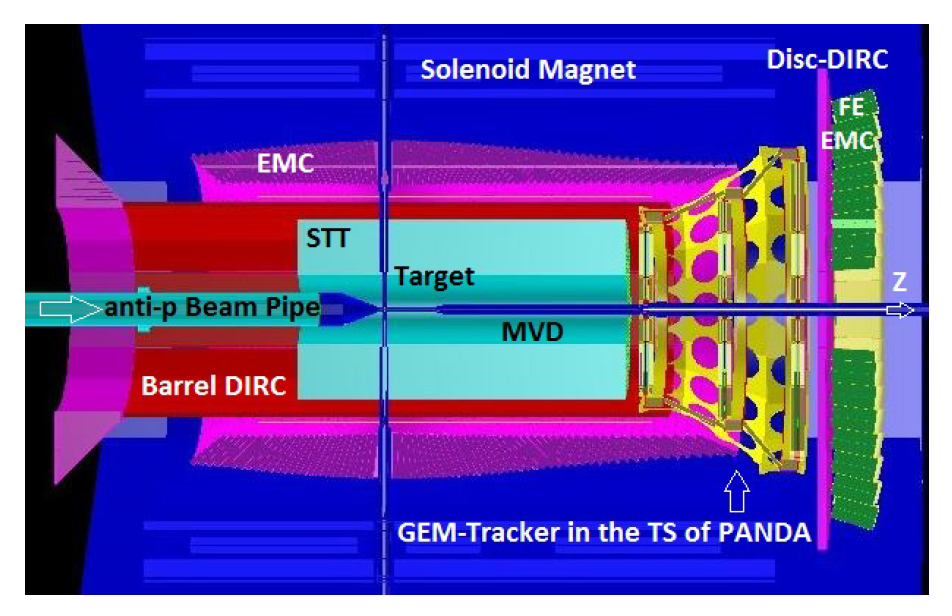 Solenoid Magnet
Disc-DIRC
FE
EMC
EMC
STT
Target
Z
anti-p Beam Pipe
MVD
Barrel DIRC
GEM-Tracker in the TS of PANDA